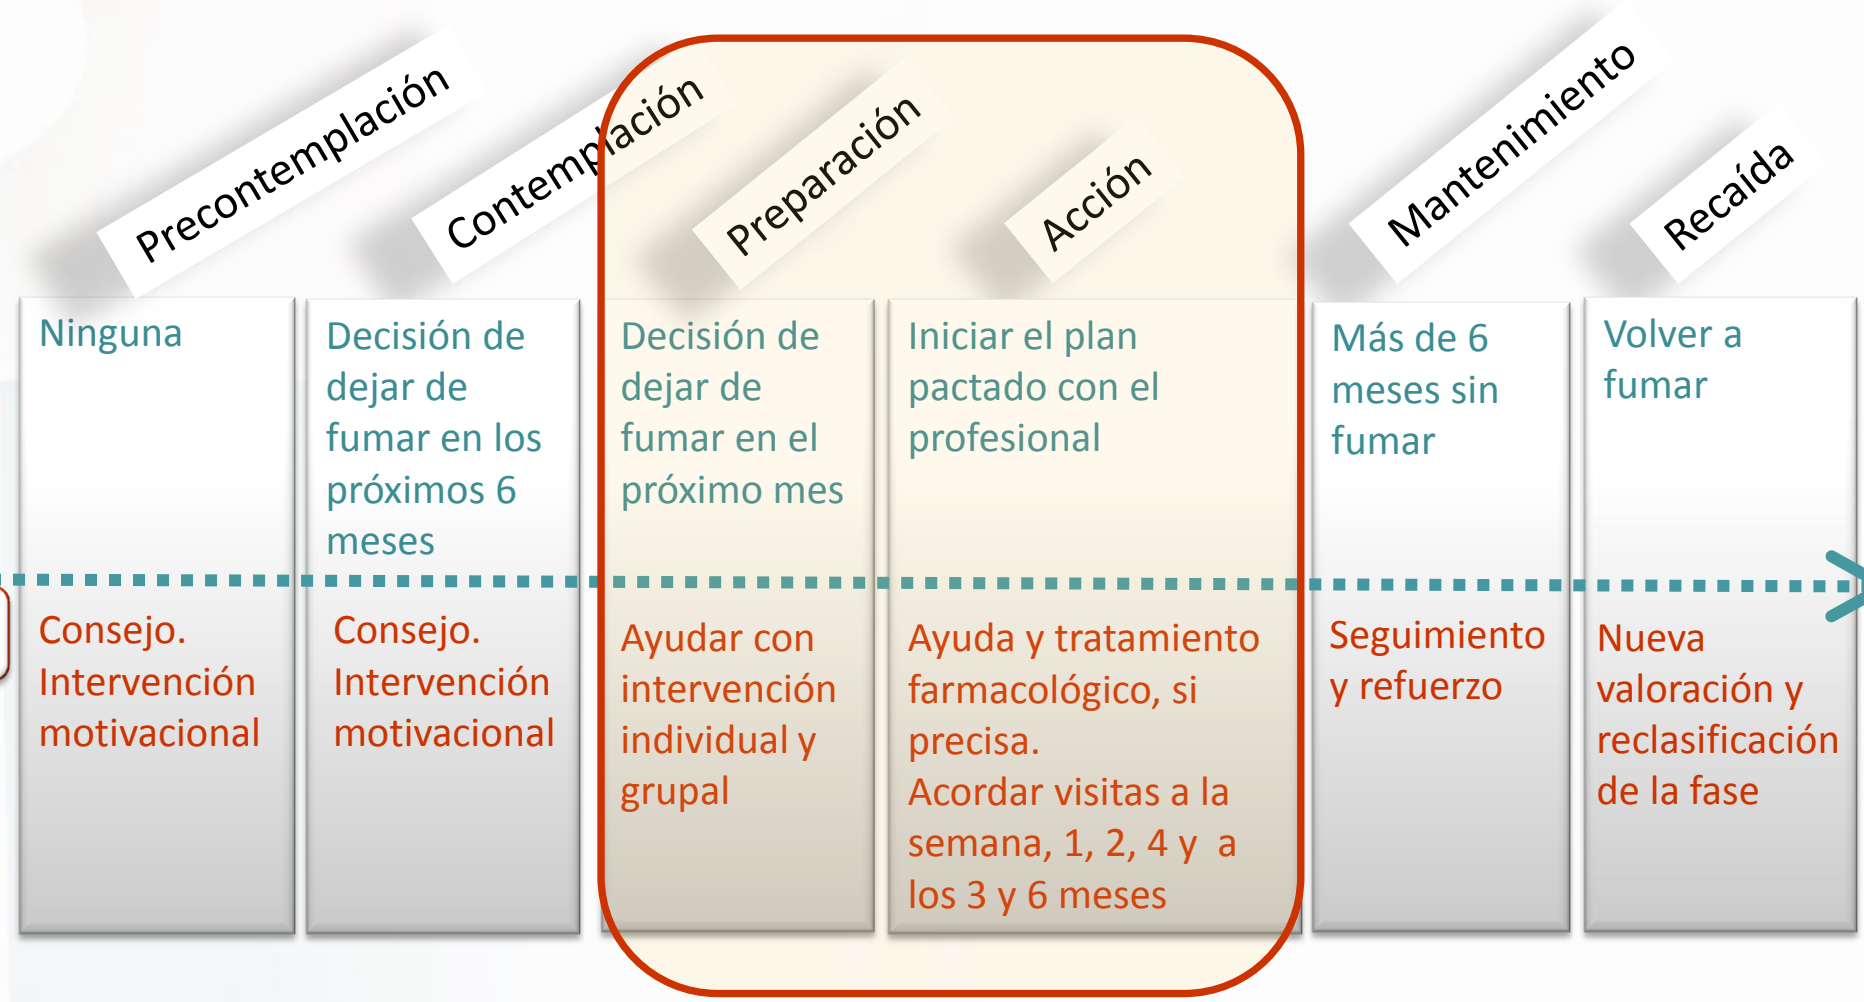 Precontemplación
Contemplación
Preparación
Acción
Mantenimiento
Recaída
Ninguna
Decisión de
dejar de
fumar en los
próximos 6
meses
Decisión de
dejar de
fumar en el
próximo mes
Iniciar el plan
pactado con el
profesional
Más de 6
meses sin
fumar
Volver a
fumar
Consejo.
Intervención
motivacional
Consejo.
Intervención
motivacional
Ayudar con
intervención
individual y
grupal
Ayuda y tratamiento
farmacológico, si
precisa.
Acordar visitas a la
semana, 1, 2, 4 y a
los 3 y 6 meses
Seguimiento
y refuerzo
Nueva
valoración y
reclasificación
de la fase